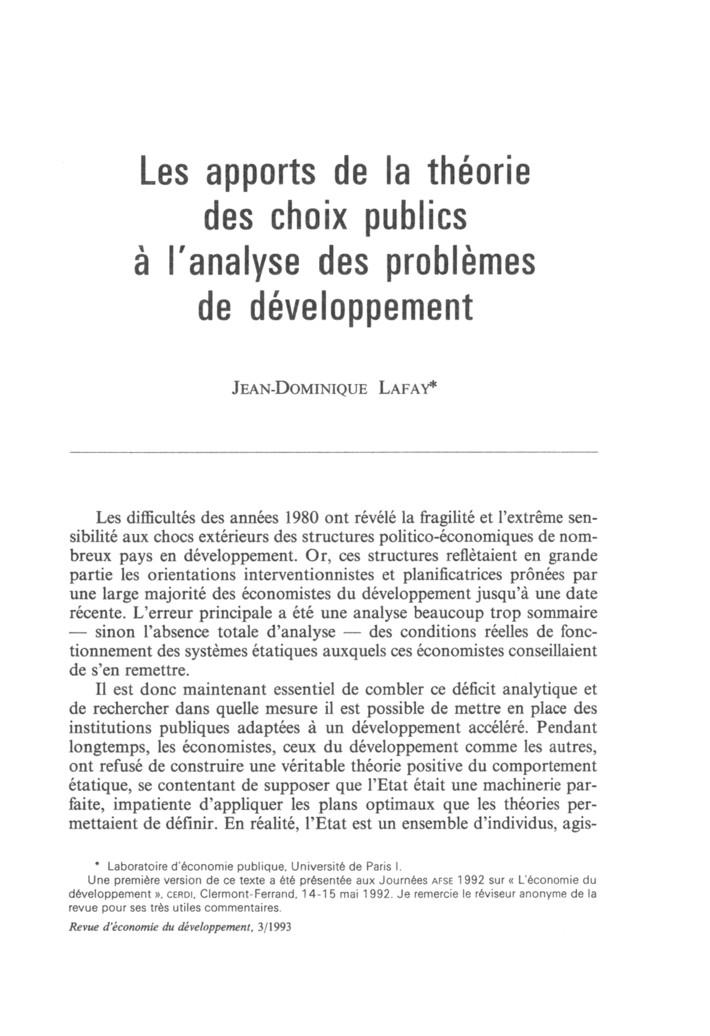 Les apports de la théorie
des choix publics
à l'analyse des problèmes
de développement
JEAN-DOMINIQUE LAFAY*
Les difficultés des années 1980 ont révélé la fragilité et l'extrême sen-
sibilité aux chocs extérieurs des structures politico-économiques de nom-
breux pays en développement. Or, ces structures reflètaient en grande
partie les orientations interventionnistes et planificatrices prônées par
une large majorité des économistes du développement jusqu'à une date
récente. L'erreur principale a été une analyse beaucoup trop sommaire
— sinon l'absence totale d'analyse — des conditions réelles de fonc-
tionnement des systèmes étatiques auxquels ces économistes conseillaient
de s'en remettre.
Il est donc maintenant essentiel de combler ce déficit analytique et
de rechercher dans quelle mesure il est possible de mettre en place des
institutions publiques adaptées à un développement accéléré. Pendant
longtemps, les économistes, ceux du développement comme les autres,
ont refusé de construire une véritable théorie positive du comportement
étatique, se contentant de supposer que l'Etat était une machinerie par-
faite, impatiente d'appliquer les plans optimaux que les théories per-
mettaient de définir. En réalité, l'Etat est un ensemble d'individus, agis-
* Laboratoire d'économie publique, Université de Paris I.
Une première version de ce texte a été présentée aux Journées AFSE 1992 sur « L'économie du
développement », CERDI, Clermont-Ferrand, 14-15 mai 1992. Je remercie le réviseur anonyme de la
revue pour ses très utiles commentaires.
Revue d'économie du développement, 3/1993